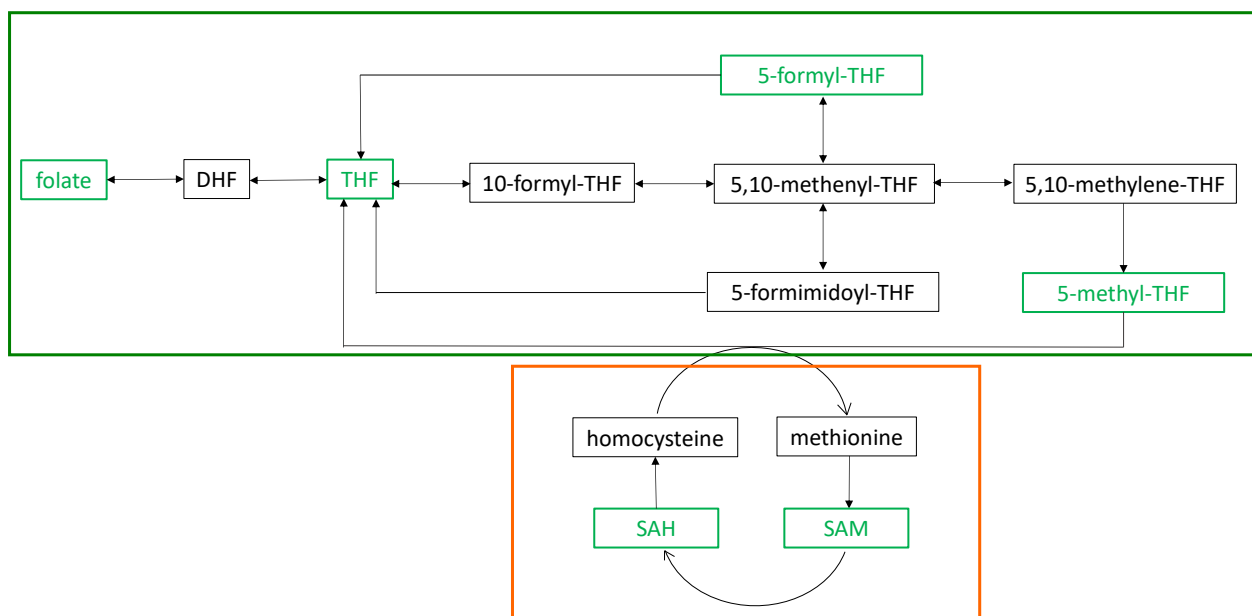 5-formyl-THF
folate
DHF
THF
10-formyl-THF
5,10-methenyl-THF
5,10-methylene-THF
5-formimidoyl-THF
5-methyl-THF
homocysteine
methionine
SAH
SAM